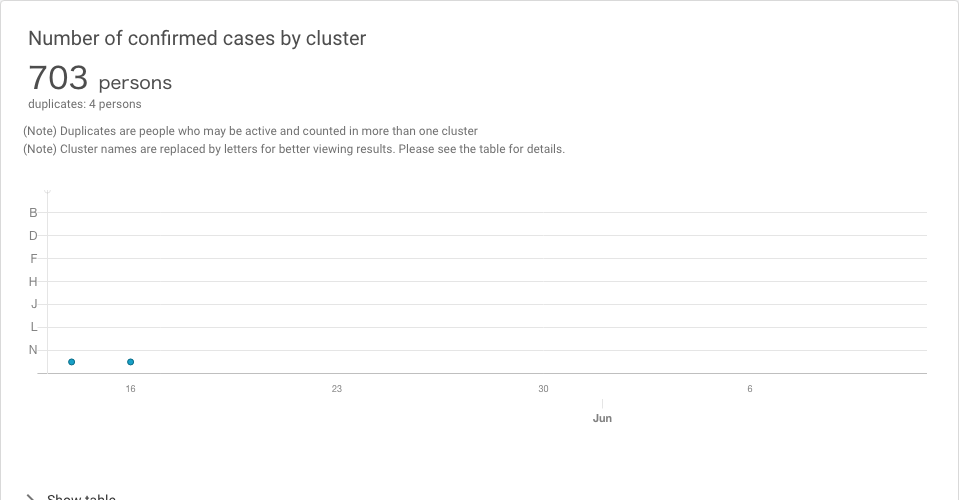 Number of confirmed cases by cluster
703 persons
duplicates: 4 persons
(Note) Duplicates are people who may be active and counted in more than one cluster
(Note) Cluster names are replaced by letters for better viewing results. Please see the table for details.
B
D
F
H
J
L
N
16 23 30 6
Jun
Show table